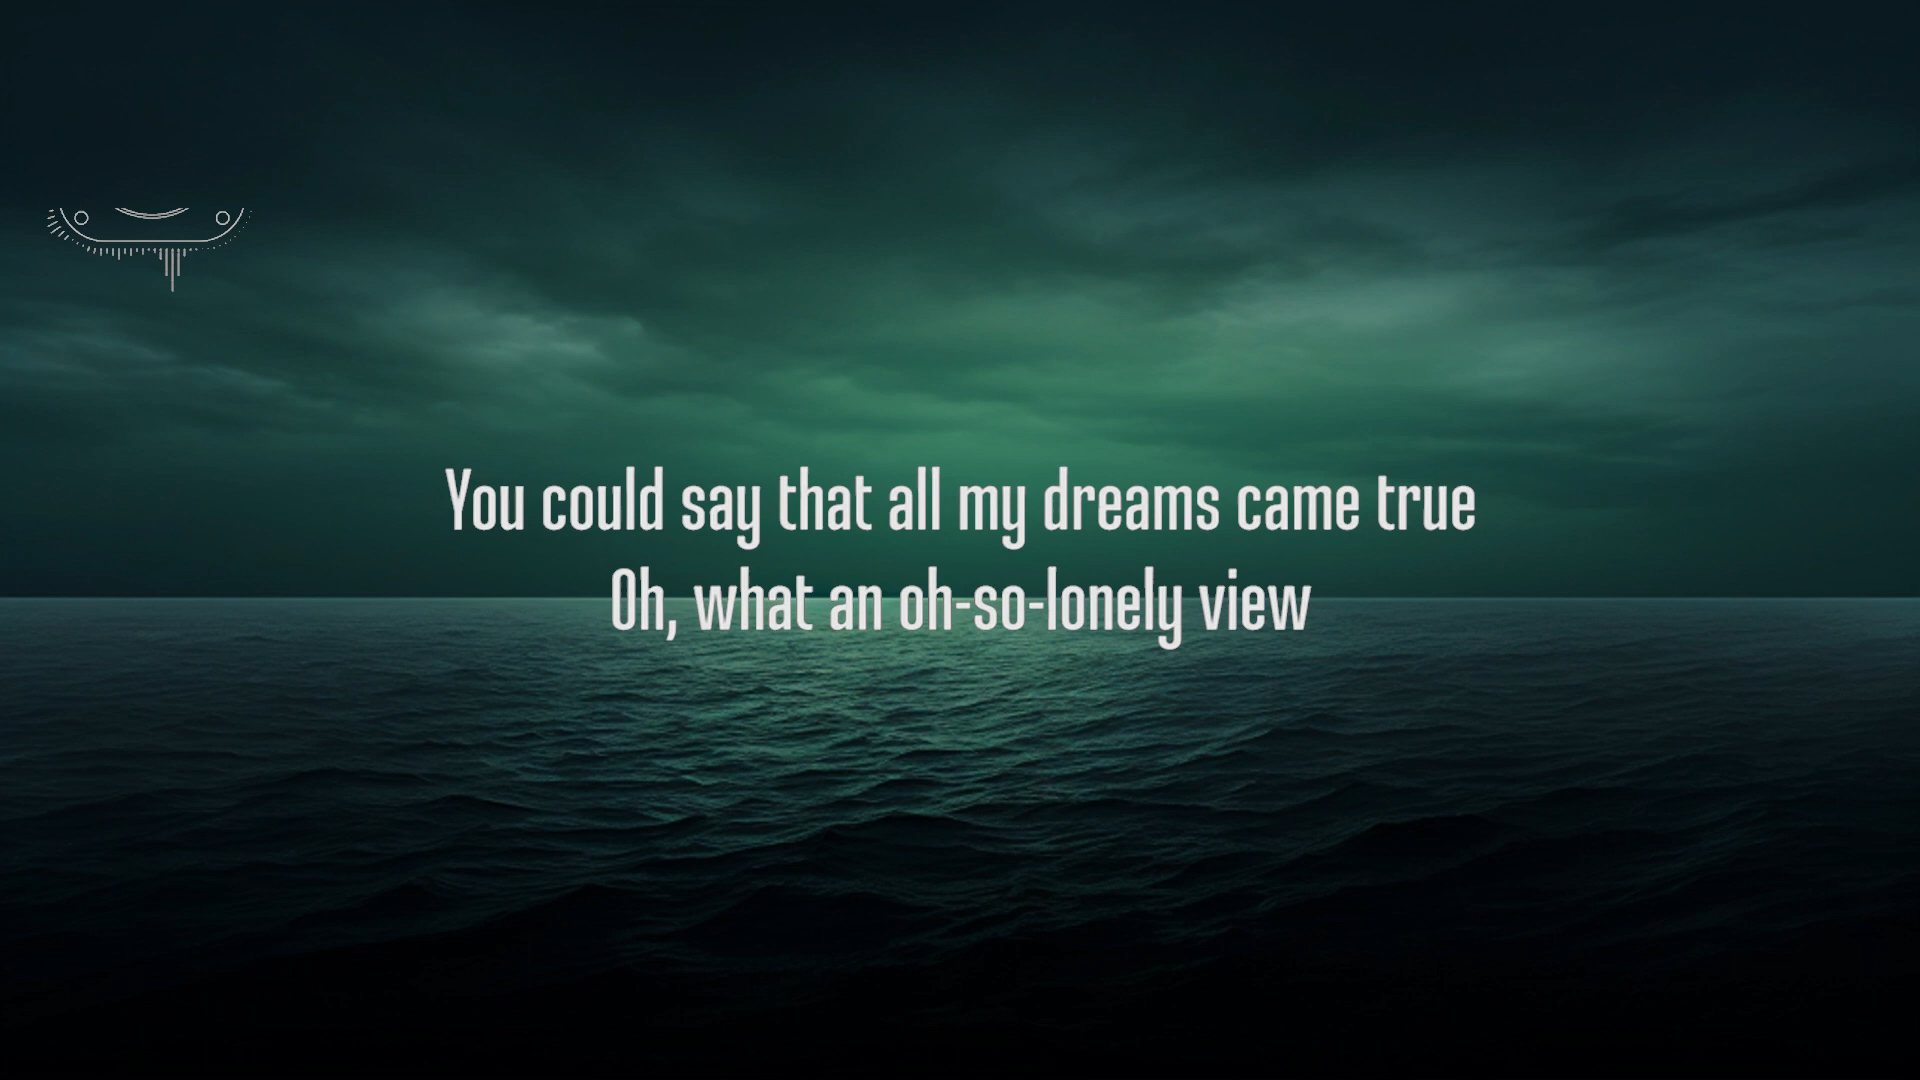 You could say that all my dreams came true
Oh, what an oh-so-lonely view